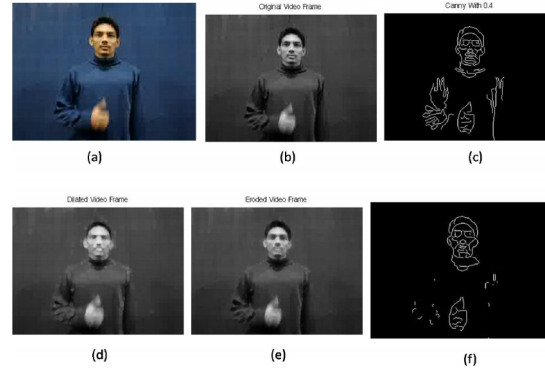 Original Video Frame
Canny With 0.4
(a)
(b)
(c)
Dilated Video Frame
Eroded Video Frame
(d)
(e)
(f)